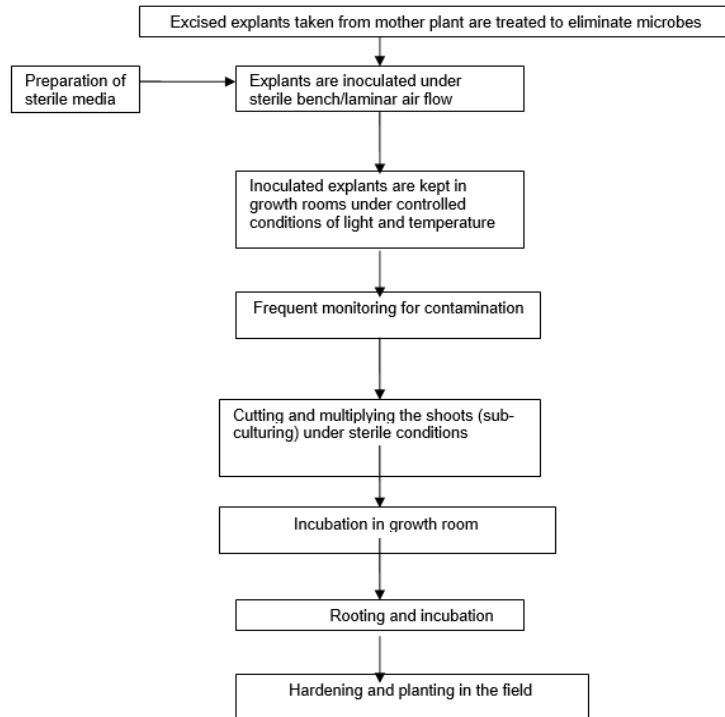 Excised explants taken from mother plant are treated to eliminate microbes
Preparation of
sterile media
Explants are inoculated under
sterile bench/laminar air flow
Inoculated explants are kept in
growth rooms under controlled
conditions of light and temperature
Frequent monitoring for contamination
Cutting and multiplying the shoots (sub-
culturing) under sterile conditions
Incubation in growth room
Rooting and incubation
Hardening and planting in the field